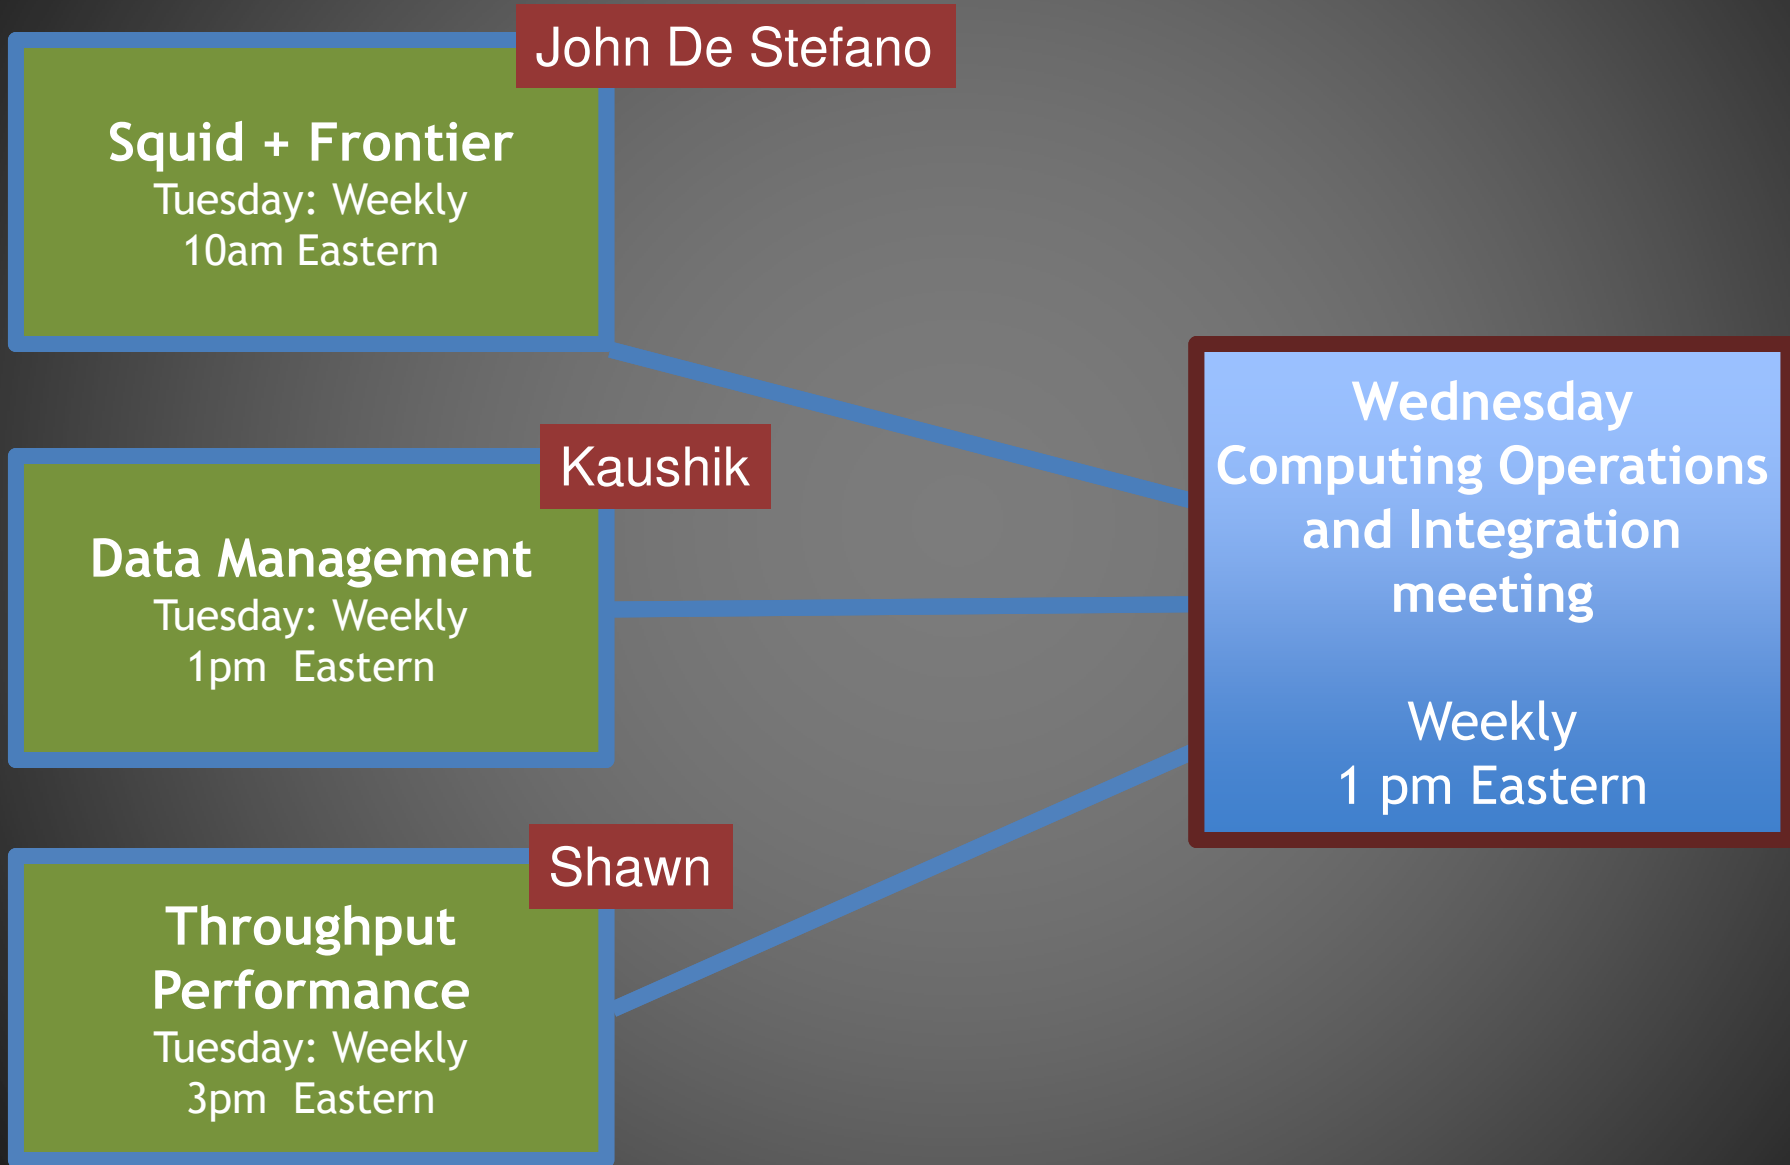 John De Stefano
Squid + Frontier
Tuesday: Weekly
10am Eastern
Kaushik
Data Management
Tuesday: Weekly
1pm  Eastern
Shawn
Throughput
Performance
Tuesday: Weekly
3pm  Eastern
Wednesday
Computing Operations
and Integration
meeting
Weekly
1 pm Eastern